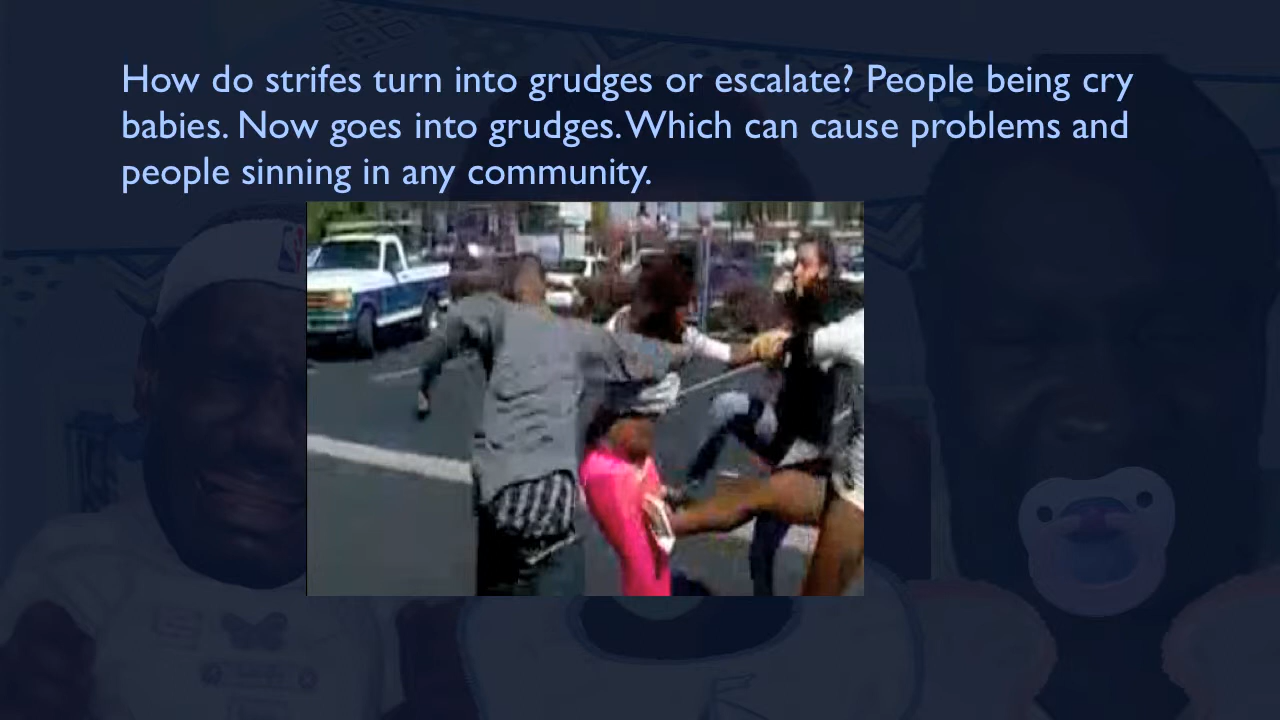 How do strifes turn into grudges or escalate? People being cry
babies. Now goes into grudges. Which can cause problems and
people sinning in any community.